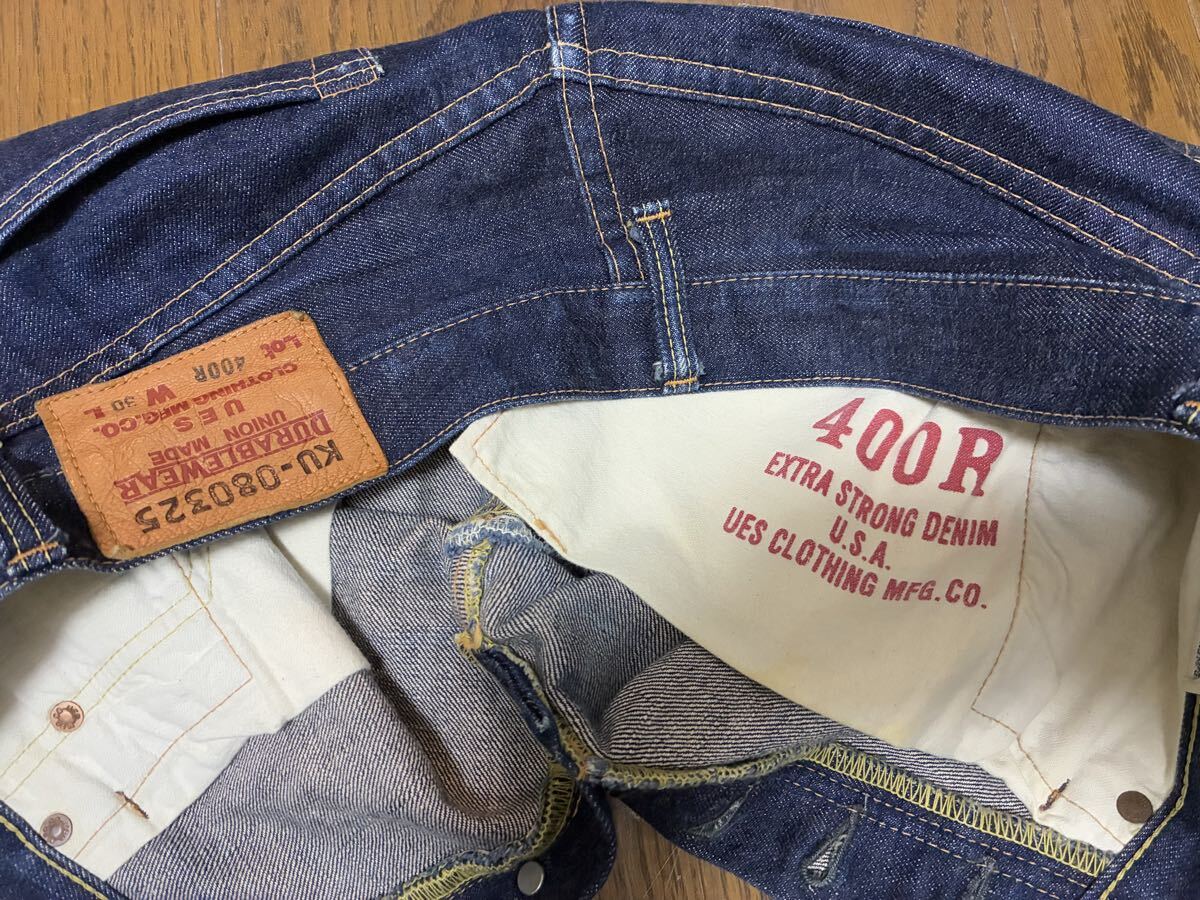 KU-080325
DURABLEWEAR
UNION MADE
U E S
CLOTHING MFG.CO.
Lot 400R W 30 L
400R
EXTRA STRONG DENIM
U.S.A.
UES CLOTHING MFG.CO.